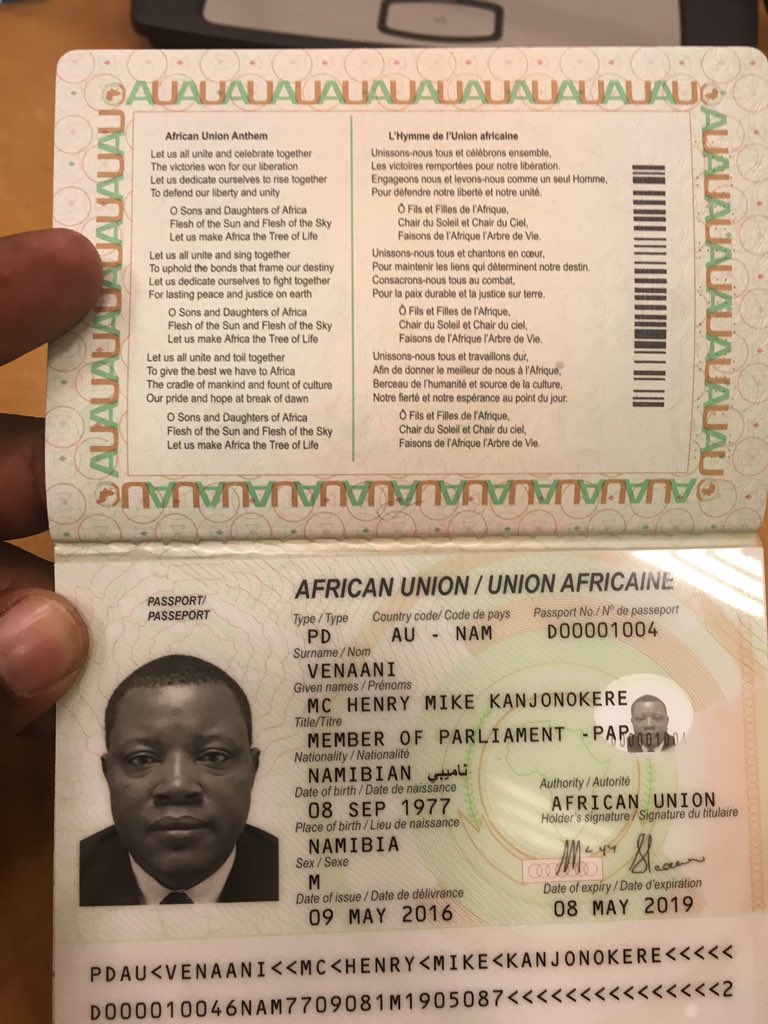 AUAUAUAUAUAUAUAUAUAUAUAU
African Union Anthem
Let us all unite and celebrate together
The victories won for our liberation
Let us dedicate ourselves to rise together
To defend our liberty and unity
O Sons and Daughters of Africa
Flesh of the Sun and Flesh of the Sky
Let us make Africa the Tree of Life
Let us all unite and sing together
To uphold the bonds that frame our destiny
Let us dedicate ourselves to fight together
For lasting peace and justice on earth
O Sons and Daughters of Africa
Flesh of the Sun and Flesh of the Sky
Let us make Africa the Tree of Life
Let us all unite and toil together
To give the best we have to Africa
The cradle of mankind and fount of culture
Our pride and hope at break of dawn
O Sons and Daughters of Africa
Flesh of the Sun and Flesh of the Sky
Let us make Africa the Tree of Life
L'Hymne de l'Union africaine
Unissons-nous tous et célébrons ensemble,
Les victoires remportées pour notre libération.
Engageons nous et levons-nous comme un seul Homme,
Pour défendre notre liberté et notre unité.
Ô Fils et Filles de l'Afrique,
Chair du Soleil et Chair du Ciel,
Faisons de l'Afrique l'Arbre de Vie.
Unissons-nous tous et chantons en cœur,
Pour maintenir les liens qui déterminent notre destin.
Consacrons-nous tous au combat,
Pour la paix durable et la justice sur terre.
Ô Fils et Filles de l'Afrique,
Chair du Soleil et Chair du ciel,
Faisons de l'Afrique l'Arbre de Vie.
Unissons-nous tous et travaillons dur,
Afin de donner le meilleur de nous à l'Afrique,
Berceau de l'humanité et source de la culture,
Notre fierté et notre espérance au point du jour.
Ô Fils et Filles de l'Afrique,
Chair du Soleil et Chair du ciel,
Faisons de l'Afrique l'Arbre de Vie.
PASSPORT/
PASSEPORT
AFRICAN UNION / UNION AFRICAINE
Type / Type Country code/ Code de pays Passport No./ N° de passeport
PD AU - NAM D00001004
Surname / Nom
VENAANI
Given names / Prénoms
MC HENRY MIKE KANJONOKERE
Title/Titre
MEMBER OF PARLIAMENT -PAP
Nationality / Nationalité
NAMIBIAN ناميبي
Date of birth / Date de naissance
08 SEP 1977
Authority / Autorité
AFRICAN UNION
Place of birth / Lieu de naissance
NAMIBIA
Holder's signature / Signature du titulaire
Sex / Sexe
M
Date of issue / Date de délivrance
09 MAY 2016
Date of expiry / Date d'expiration
08 MAY 2019
PDAU<VENAANI<<MC<HENRY<MIKE<KANJONOKERE<<<<<
D000010046NAM7709081M1905087<<<<<<<<<<<<<<<2